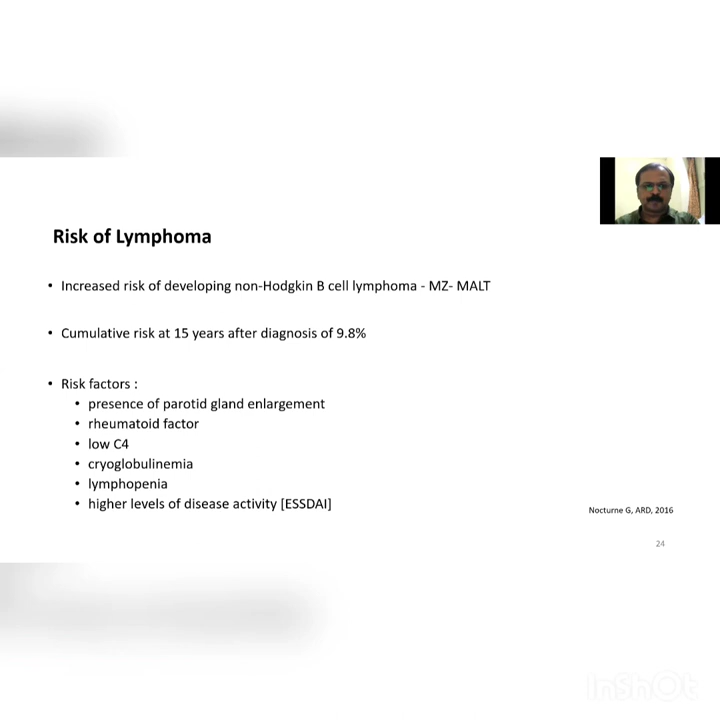 Risk of Lymphoma
• Increased risk of developing non-Hodgkin B cell lymphoma - MZ- MALT
• Cumulative risk at 15 years after diagnosis of 9.8%
• Risk factors :
• presence of parotid gland enlargement
• rheumatoid factor
• low C4
• cryoglobulinemia
• lymphopenia
• higher levels of disease activity [ESSDAI]
Nocturne G, ARD, 2016
24
InShOt